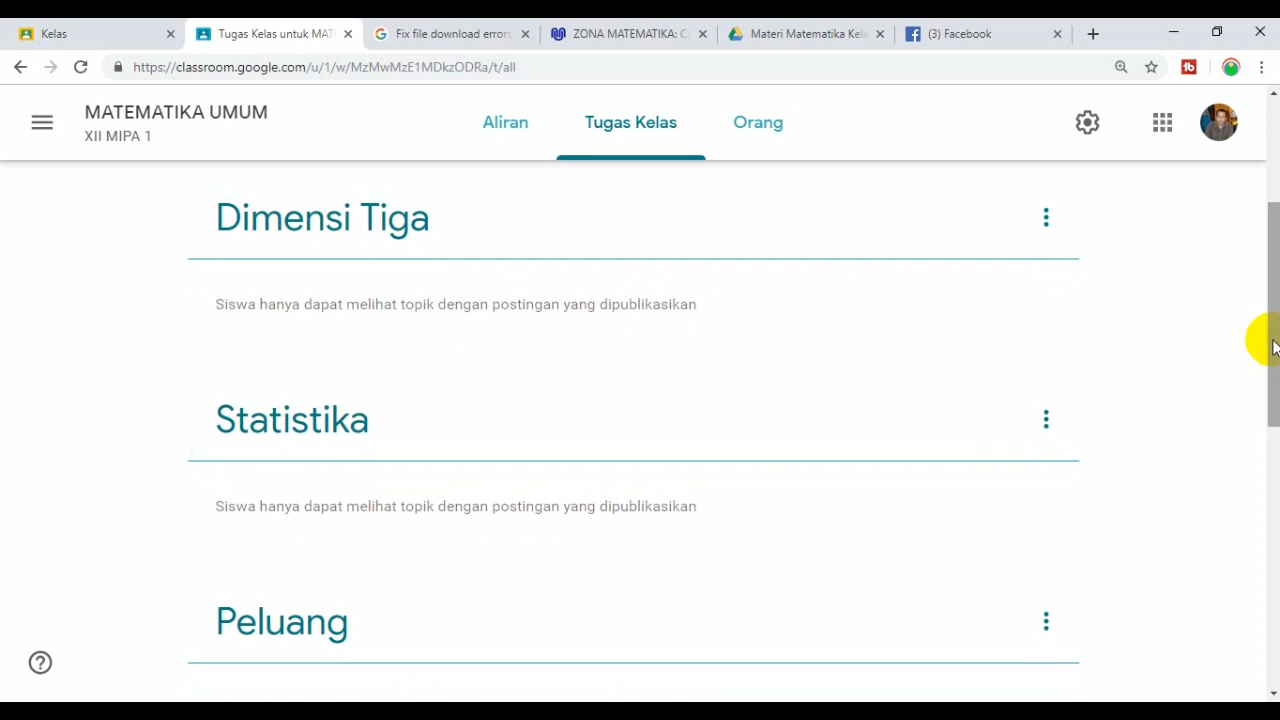 Kelas
Tugas Kelas untuk MAT
Fix file download errors
ZONA MATEMATIKA: Ca
Materi Matematika Kela
(3) Facebook
https://classroom.google.com/u/1/w/MzMwMzE1MDkzODRa/t/all
MATEMATIKA UMUM
XII MIPA 1
Aliran
Tugas Kelas
Orang
Dimensi Tiga
Siswa hanya dapat melihat topik dengan postingan yang dipublikasikan
Statistika
Siswa hanya dapat melihat topik dengan postingan yang dipublikasikan
Peluang